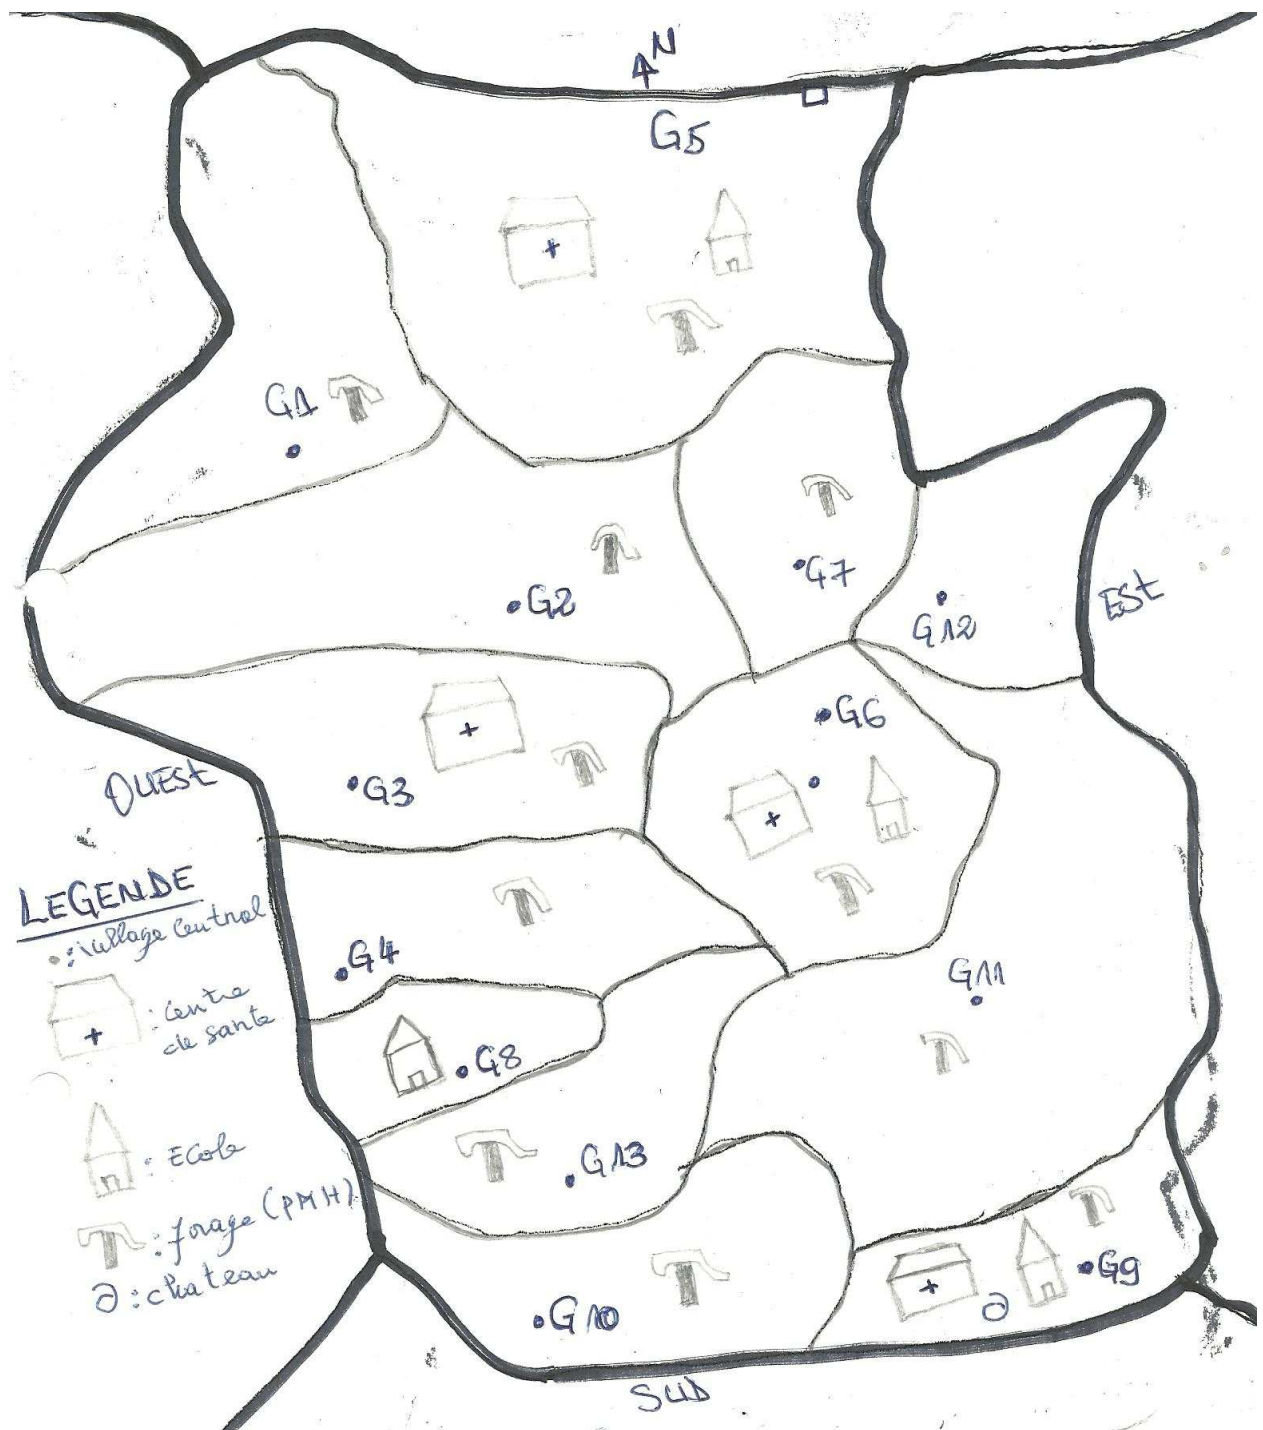 N
G5
G1
G7
G2
G12
EST
G6
OUEST
G3
LEGENDE
•: village Central
G4
G11
+ : Centre
de sante
G8
: Ecole
G13
: forage (PMH)
: chateau
G9
G10
SUD